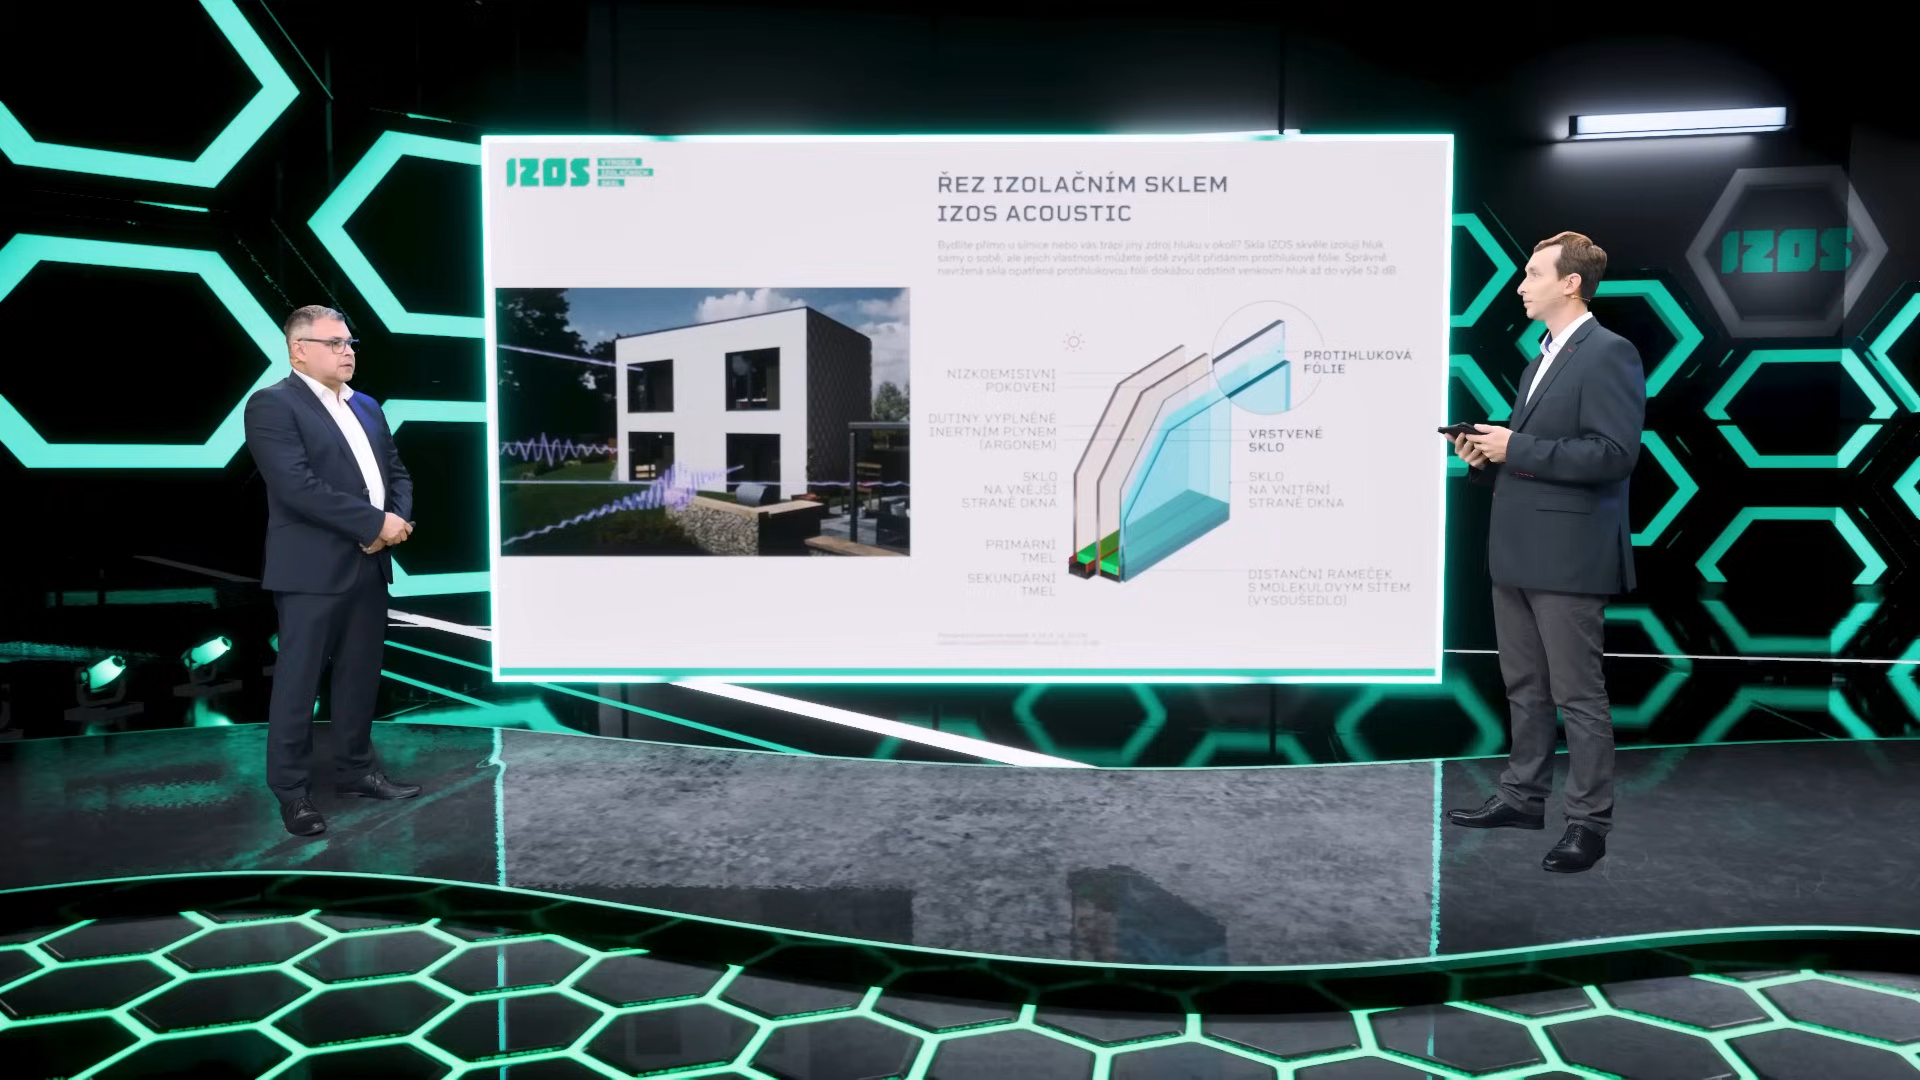 IZOS
VÝROBCE
IZOLAČNÍCH
SKEL
ŘEZ IZOLAČNÍM SKLEM
IZOS ACOUSTIC
Bydlíte přímo u silnice nebo vás trápí jiný zdroj hluku v okolí? Skla IZOS skvěle izolují hluk
samy o sobě, ale jejich vlastnosti můžete ještě zvýšit přidáním protihlukové fólie. Správně
navržená skla opatřená protihlukovou fólií dokážou odstínit venkovní hluk až do výše 52 dB
NÍZKOEMISIVNÍ
POKOVENÍ
DUTINY VYPLNĚNÉ
INERTNÍM PLYNEM
(ARGONEM)
SKLO
NA VNĚJŠÍ
STRANĚ OKNA
PRIMÁRNÍ
TMEL
SEKUNDÁRNÍ
TMEL
PROTIHLUKOVÁ
FÓLIE
VRSTVENÉ
SKLO
SKLO
NA VNITŘNÍ
STRANĚ OKNA
DISTANČNÍ RÁMEČEK
S MOLEKULOVÝM SÍTEM
(VYSOUŠEDLO)
IZOS